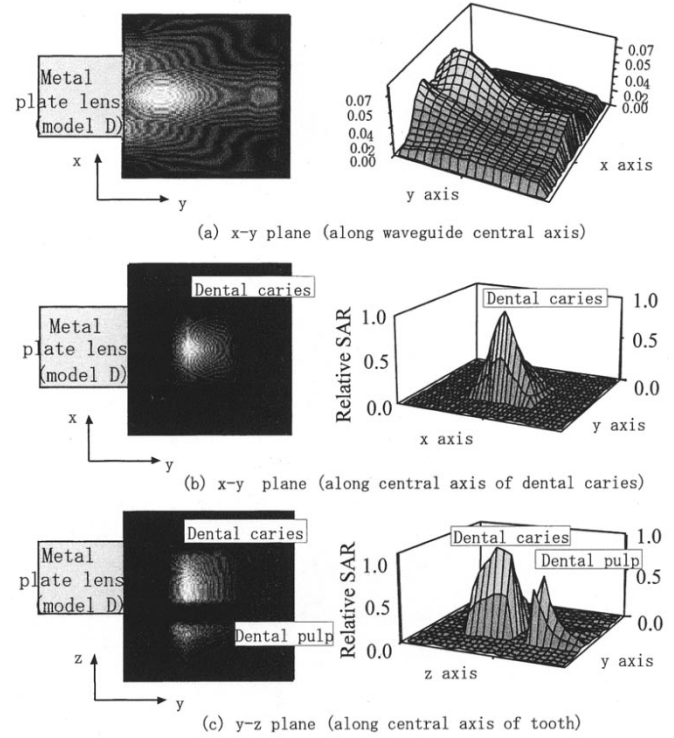 Metal
plate lens
(model D)
x
y
0.07
0.05
0.04
0.02
0.00
0.07
0.05
0.04
0.02
0.00
y axis
x axis
(a) x-y plane (along waveguide central axis)
Dental caries
Metal
plate lens
(model D)
x
y
Relative SAR
1.0
0.5
0.0
Dental caries
1.0
0.5
0.0
x axis
y axis
(b) x-y plane (along central axis of dental caries)
Dental caries
Metal
plate lens
(model D)
Dental pulp
z
y
Relative SAR
1.0
0.5
0.0
Dental caries
Dental pulp
1.0
0.5
0.0
z axis
y axis
(c) y-z plane (along central axis of tooth)